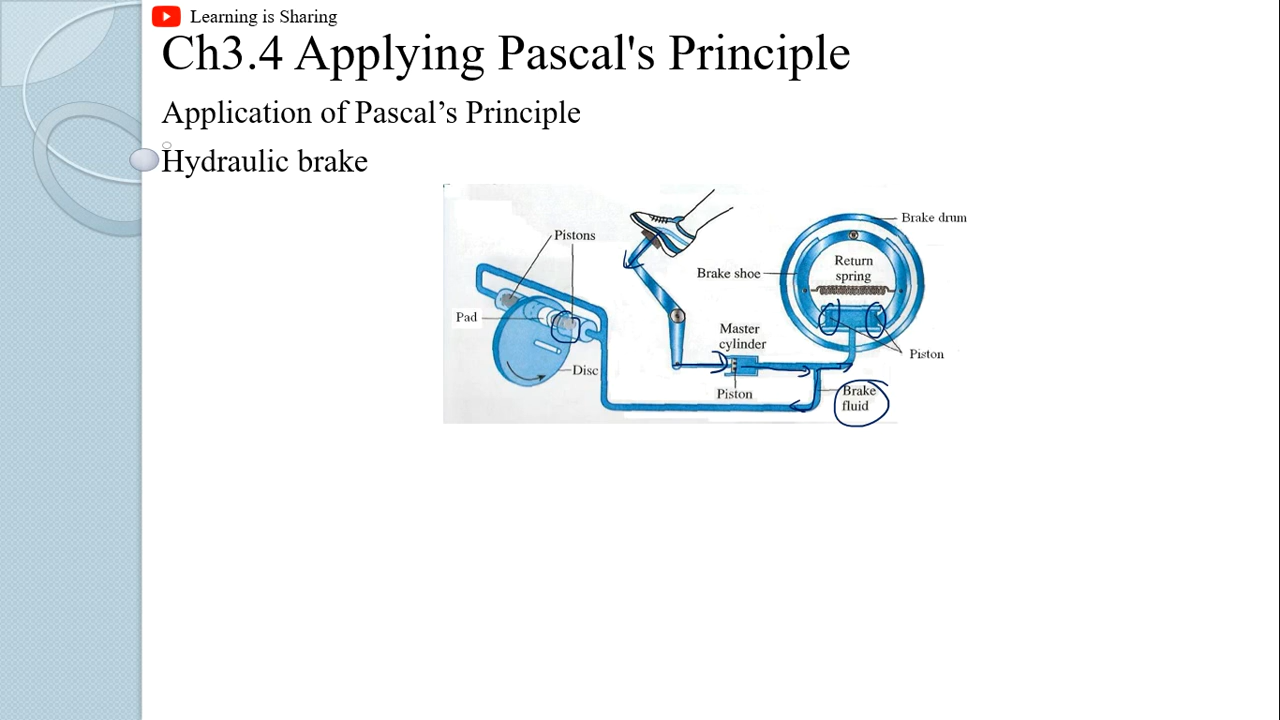 Learning is Sharing
Ch3.4 Applying Pascal's Principle
Application of Pascal’s Principle
Hydraulic brake
Brake drum
Pistons
Return
spring
Brake shoe
Pad
Master
cylinder
Piston
Disc
Piston
Brake
fluid